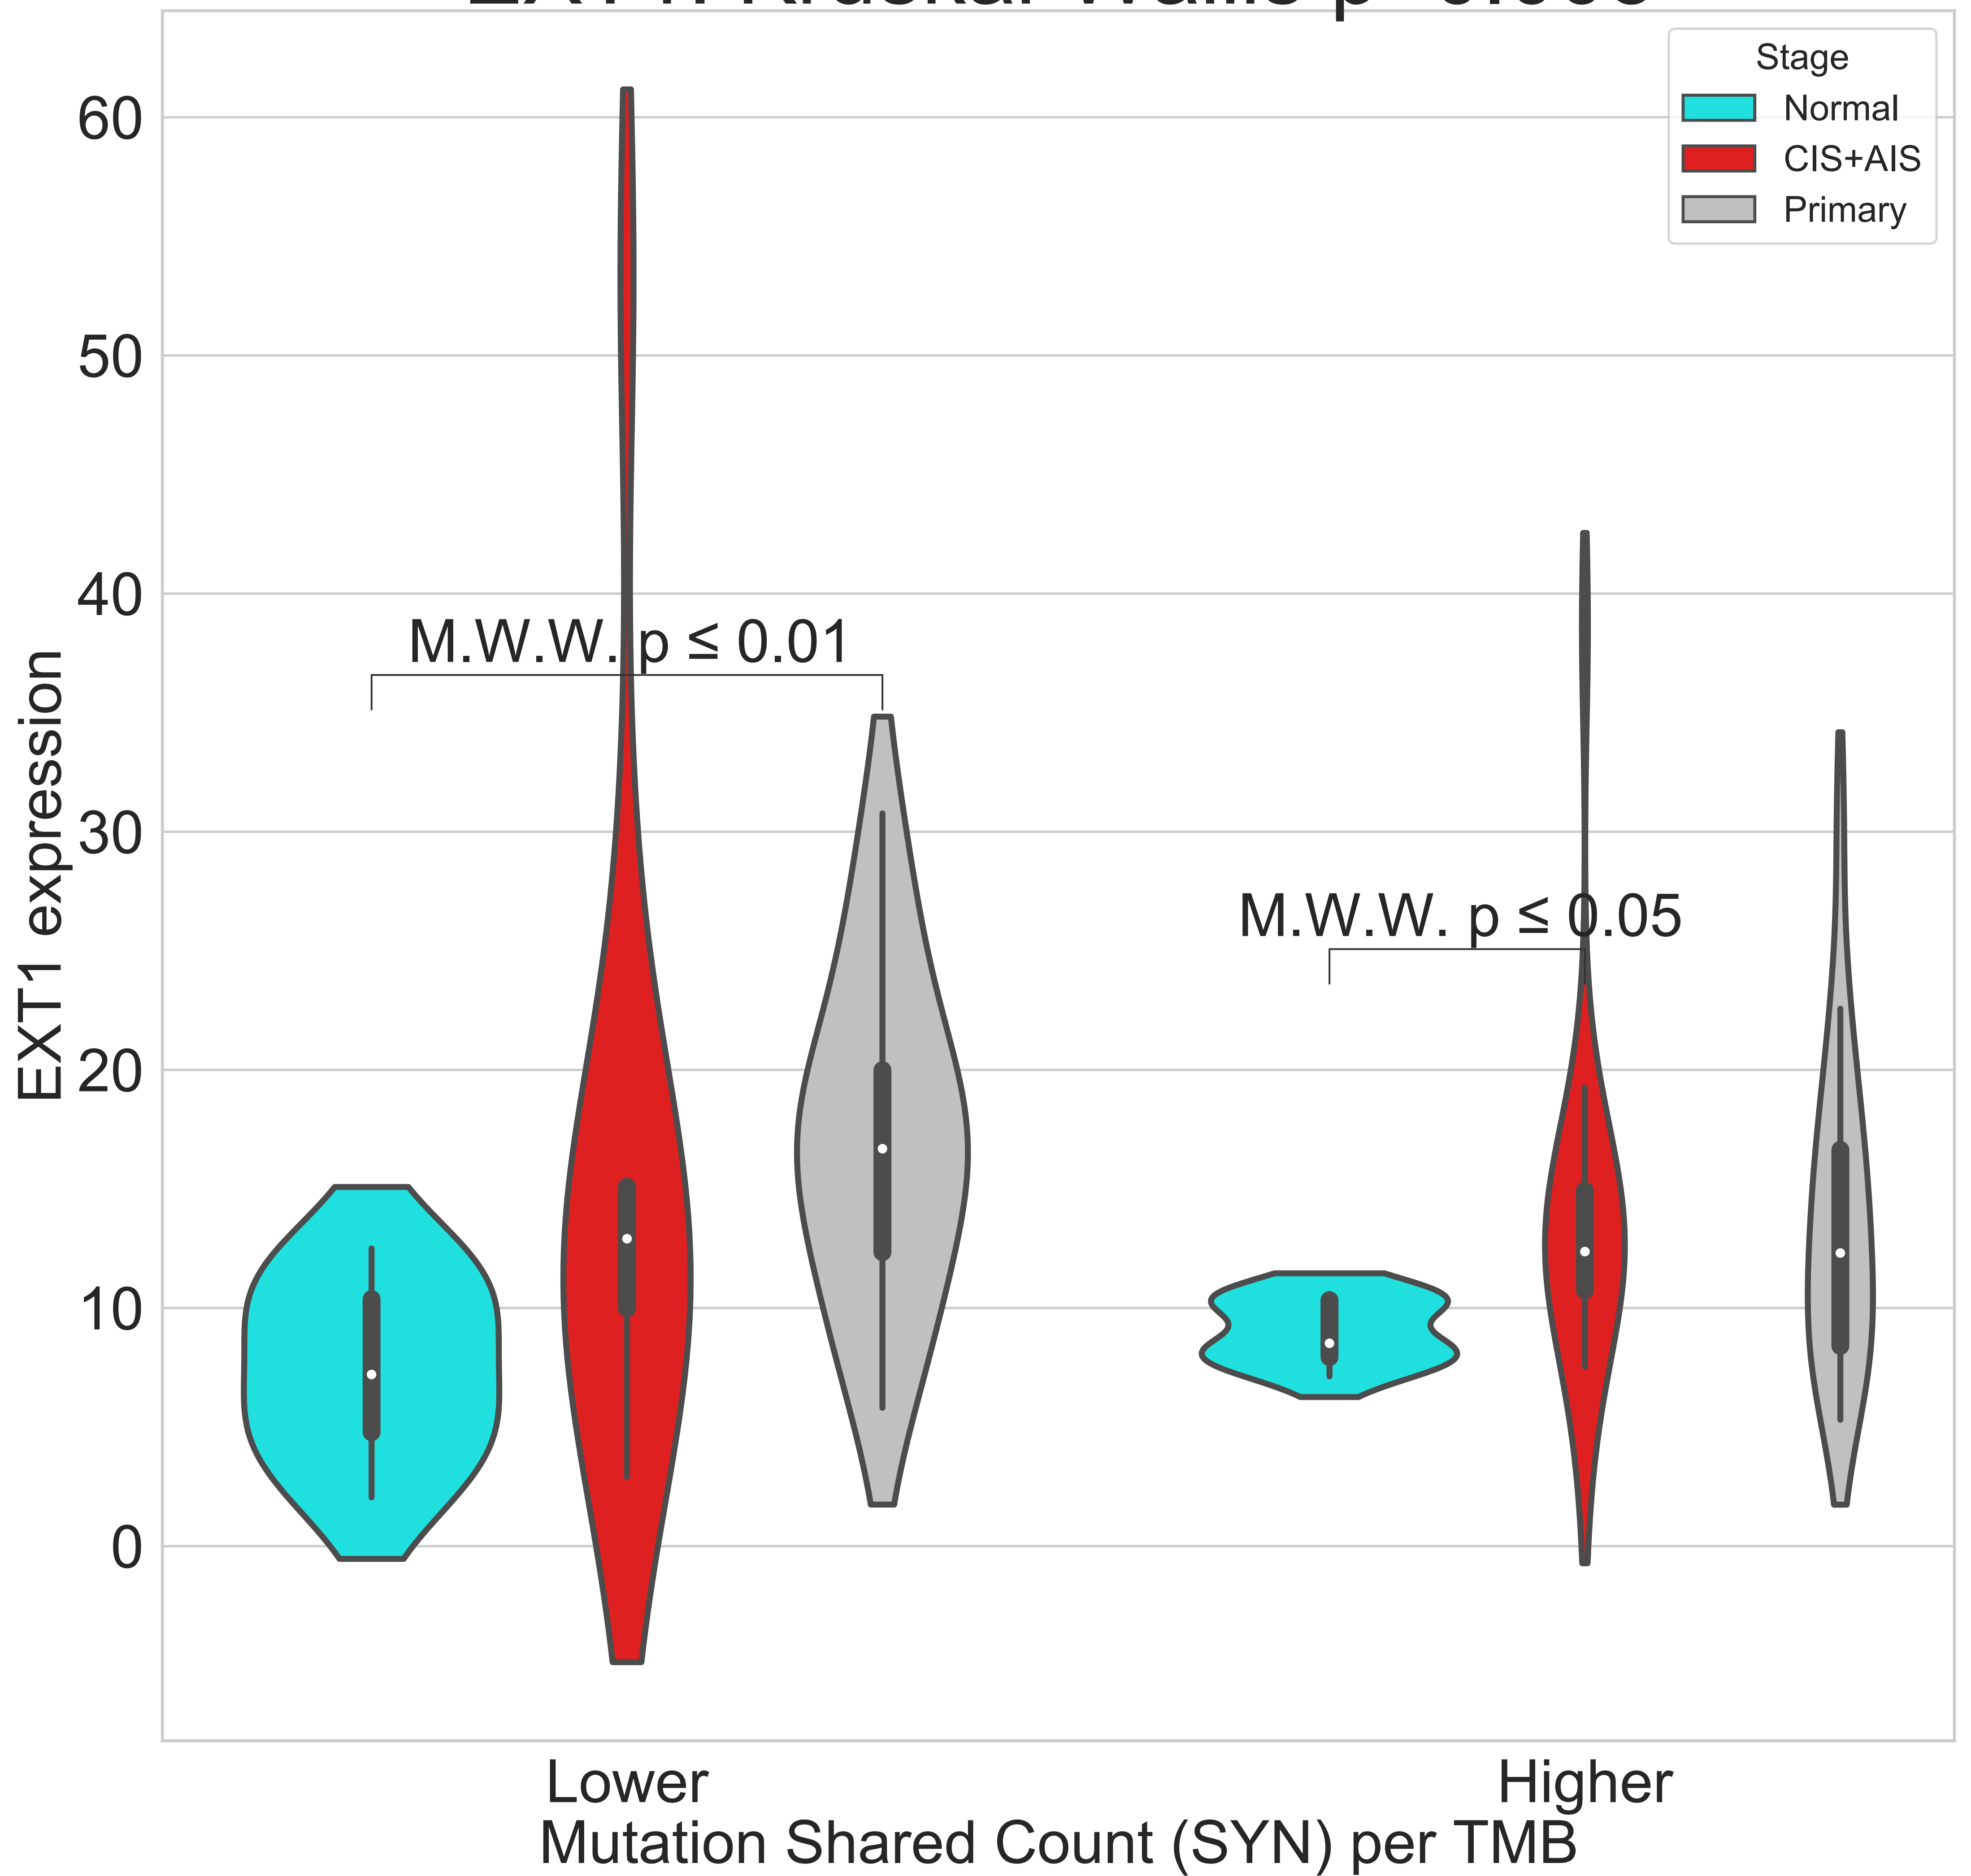 Stage
Normal
CIS+AIS
Primary
60
50
40
30
20
10
0
EXT1 expression
M.W.W. p ≤ 0.01
M.W.W. p ≤ 0.05
Lower
Higher
Mutation Shared Count (SYN) per TMB